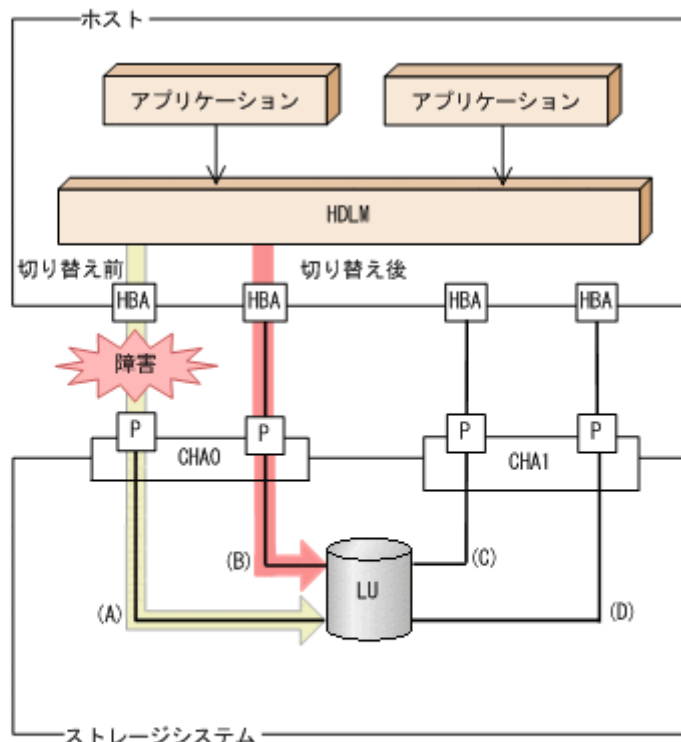 ホスト
アプリケーション
アプリケーション
HDLM
切り替え前
切り替え後
HBA
HBA
HBA
HBA
障害
P
P
P
P
CHA0
CHA1
(B)
(C)
LU
(A)
(D)
ストレージシステム